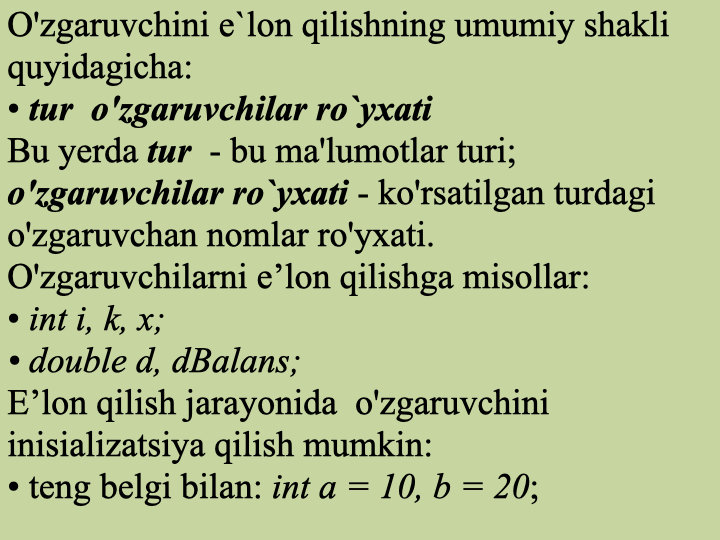 O'zgaruvchini e`lon qilishning umumiy shakli
quyidagicha:
• tur  o'zgaruvchilar ro`yxati
Bu yerda tur  - bu ma'lumotlar turi;
o'zgaruvchilar ro`yxati - ko'rsatilgan turdagi
o'zgaruvchan nomlar ro'yxati.
O'zgaruvchilarni e’lon qilishga misollar:
• int i, k, x;
• double d, dBalans;
E’lon qilish jarayonida  o'zgaruvchini
inisializatsiya qilish mumkin:
• teng belgi bilan: int a = 10, b = 20;